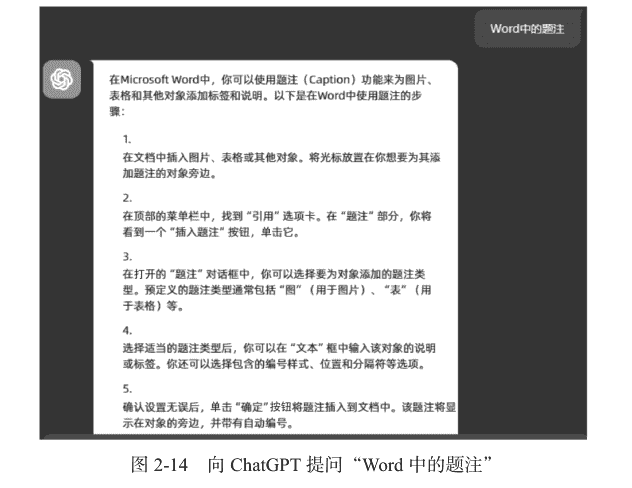 Word中的题注
在Microsoft Word中，你可以使用题注（Caption）功能来为图片、
表格和其他对象添加标签和说明。以下是在Word中使用题注的步
骤：
1.
在文档中插入图片、表格或其他对象。将光标放置在你想要为其添
加题注的对象旁边。
2.
在顶部的菜单栏中，找到“引用”选项卡。在“题注”部分，你将
看到一个“插入题注”按钮，单击它。
3.
在打开的“题注”对话框中，你可以选择要为对象添加的题注类
型。预定义的题注类型通常包括“图”（用于图片）、“表”（用
于表格）等。
4.
选择适当的题注类型后，你可以在“文本”框中输入该对象的说明
或标签。你还可以选择包含的编号样式、位置和分隔符等选项。
5.
确认设置无误后，单击“确定”按钮将题注插入到文档中。该题注将显
示在对象的旁边，并带有自动编号。
图 2-14　向 ChatGPT 提问“Word 中的题注”